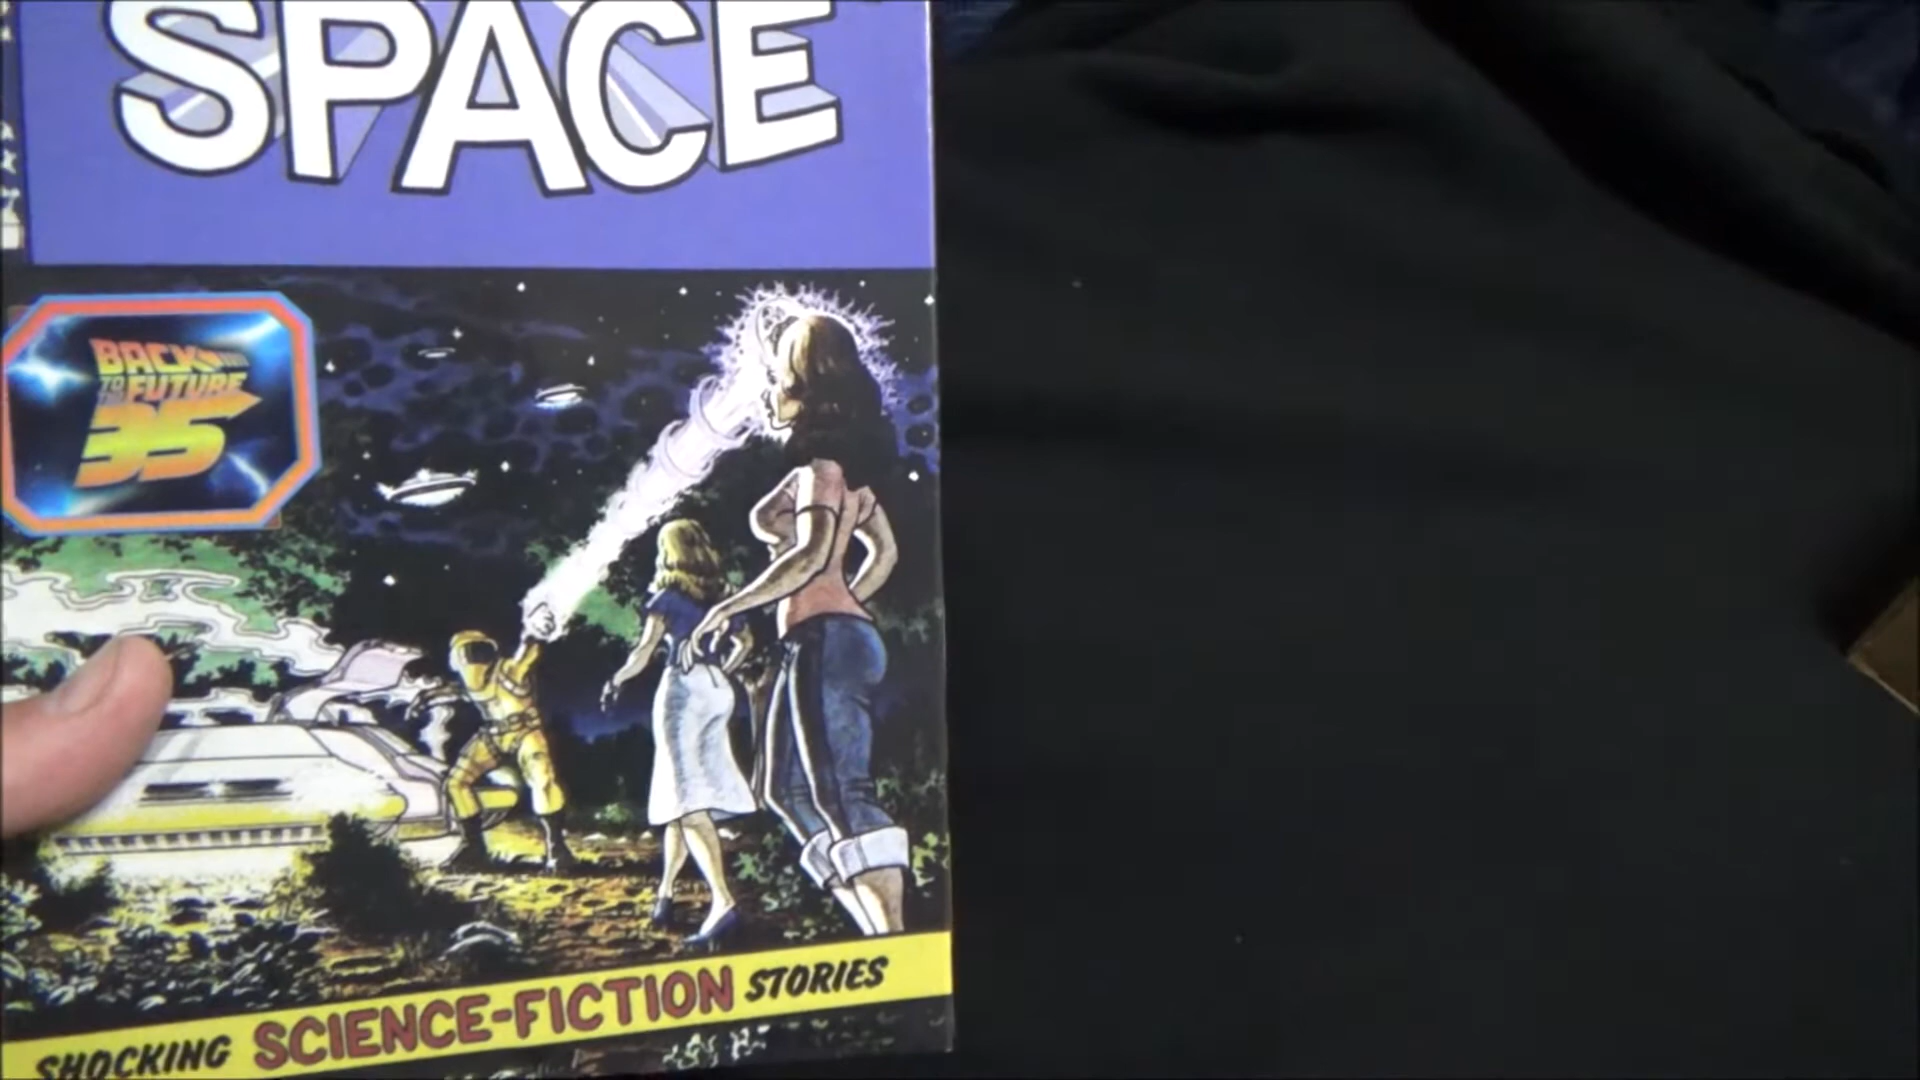 SPACE
BACK
TO THE FUTURE
35
SHOCKING SCIENCE-FICTION STORIES